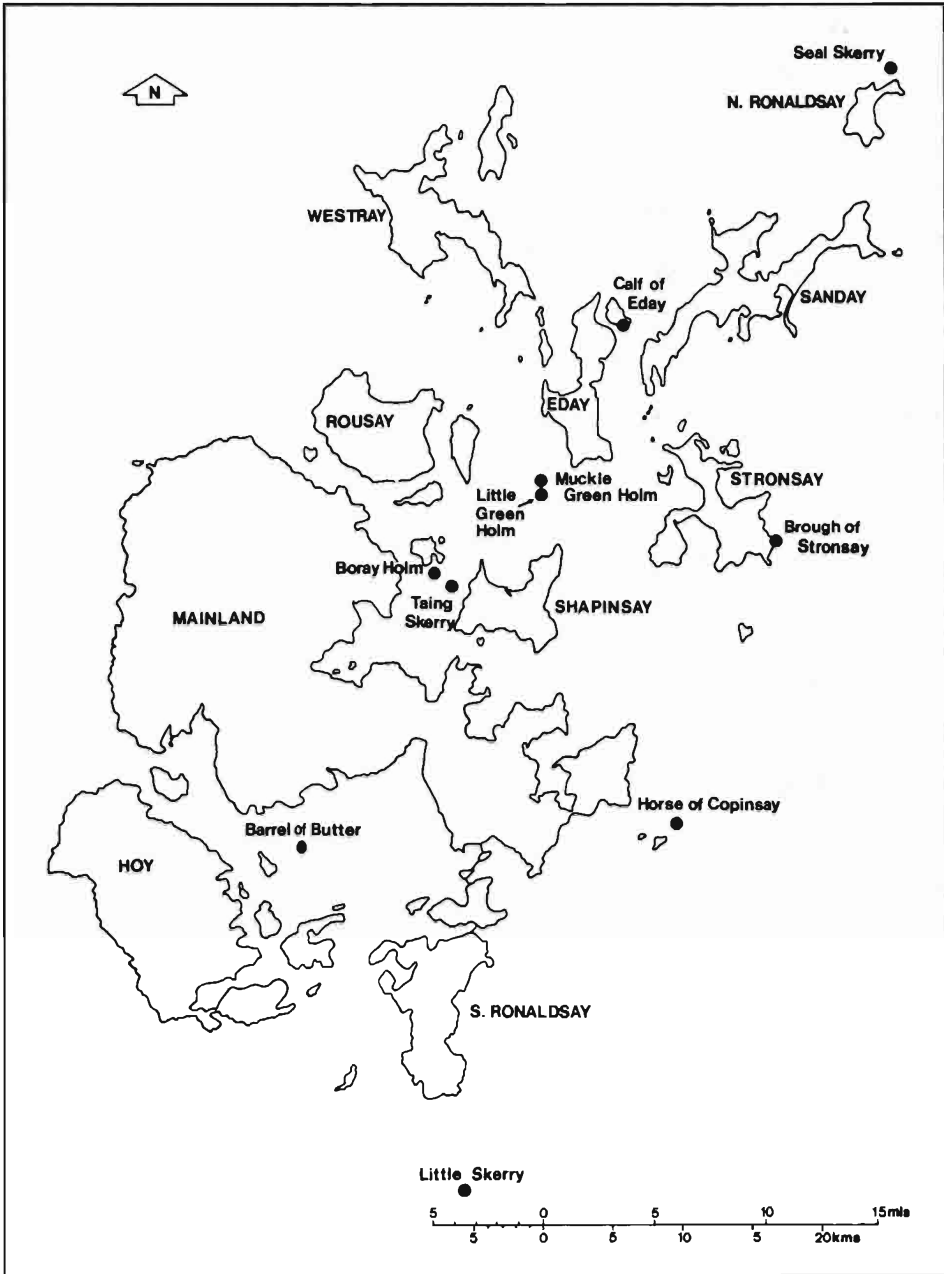 Seal Skerry
N
N. RONALDSAY
WESTRAY
Calf of
Eday
SANDAY
EDAY
ROUSAY
STRONSAY
Muckle
Green Holm
Little
Green
Holm
Brough of
Stronsay
Boray Holm
Taing
Skerry
SHAPINSAY
MAINLAND
Horse of Copinsay
Barrel of Butter
HOY
S. RONALDSAY
Little Skerry
5 0 5 10 15mls
5 0 5 10 5 20kms